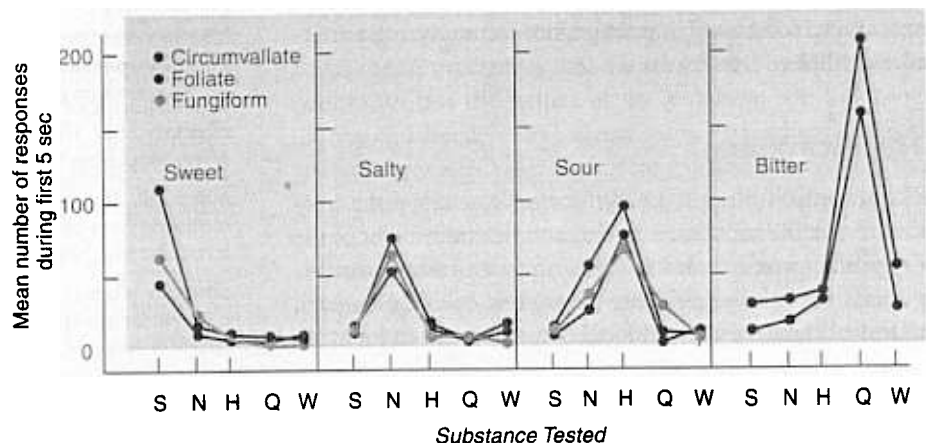 200
Circumvallate
Foliate
Fungiform
Sweet
Salty
Sour
Bitter
100
0
Mean number of responses
during first 5 sec
S N H Q W S N H Q W S N H Q W S N H Q W
Substance Tested